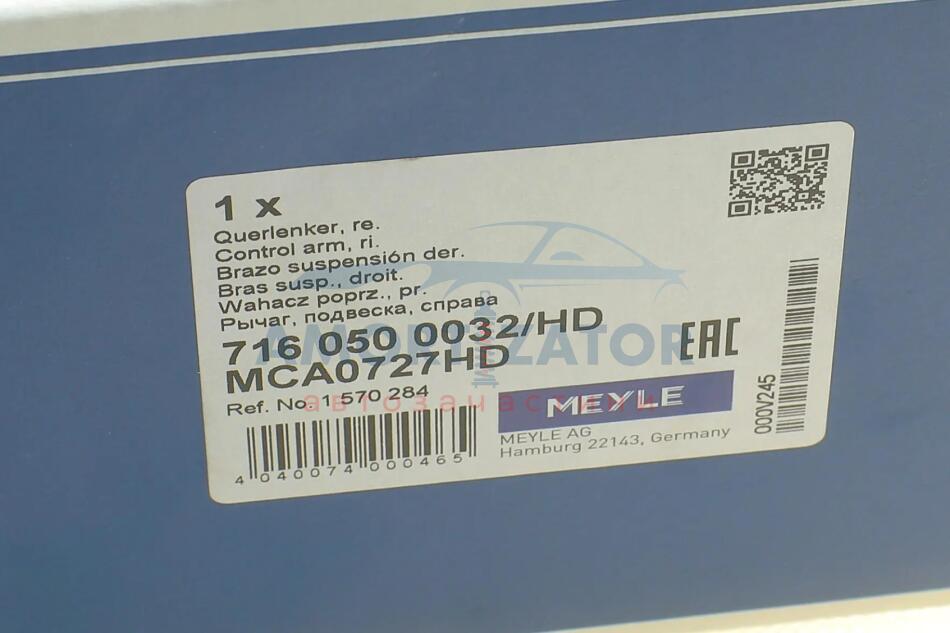 1 x
Querlenker, re.
Control arm, ri.
Brazo suspensión der.
Bras susp., droit.
Wahacz poprz., pr.
Рычаг, подвеска, справа
716 050 0032/HD
MCA0727HD
Ref. No. 1 570 284
4 040074 000465
EAC
MEYLE
MEYLE AG
Hamburg 22143, Germany
000V245
AMORTIZATOR
автозапчастини